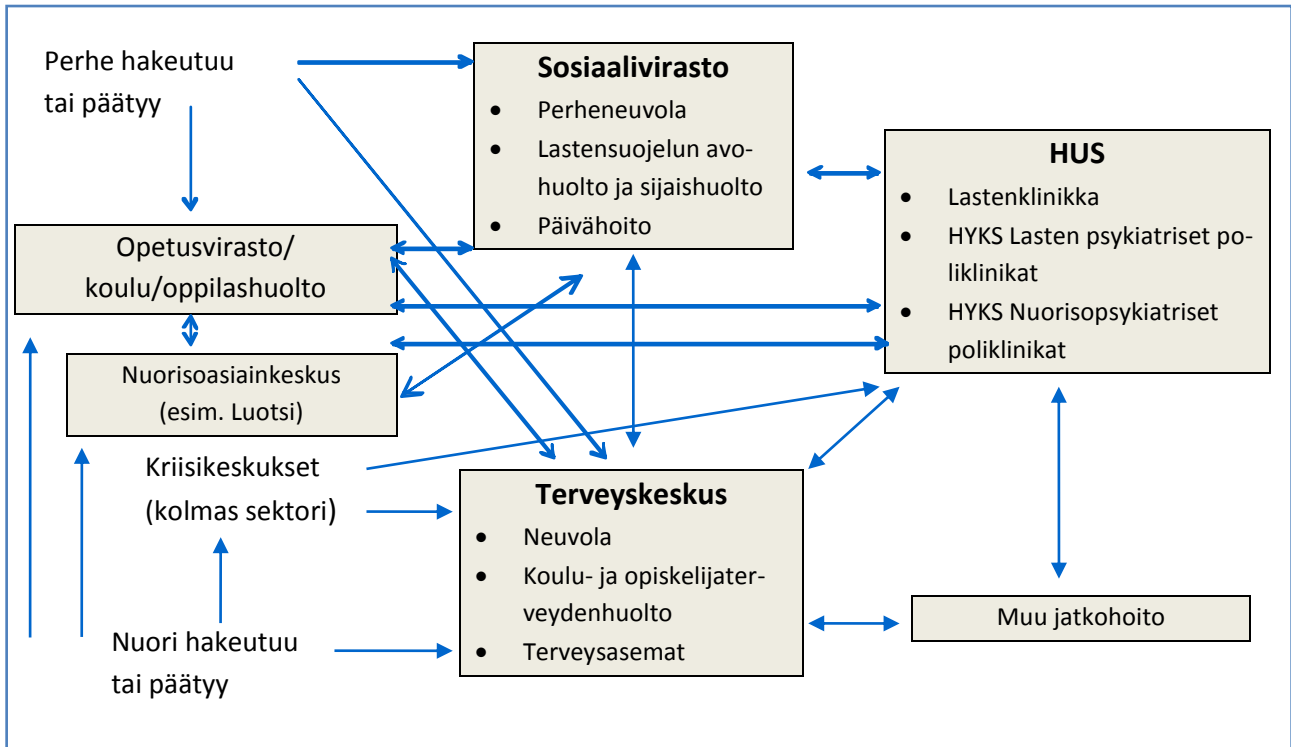 Perhe hakeutuu
tai päätyy
Sosiaalivirasto
• Perheneuvola
• Lastensuojelun avo-
huolto ja sijaishuolto
• Päivähoito
HUS
• Lastenklinikka
• HYKS Lasten psykiatriset po-
liklinikat
• HYKS Nuorisopsykiatriset
poliklinikat
Opetusvirasto/
koulu/oppilashuolto
Nuorisoasiainkeskus
(esim. Luotsi)
Kriisikeskukset
(kolmas sektori)
Terveyskeskus
• Neuvola
• Koulu- ja opiskelijater-
veydenhuolto
• Terveysasemat
Muu jatkohoito
Nuori hakeutuu
tai päätyy